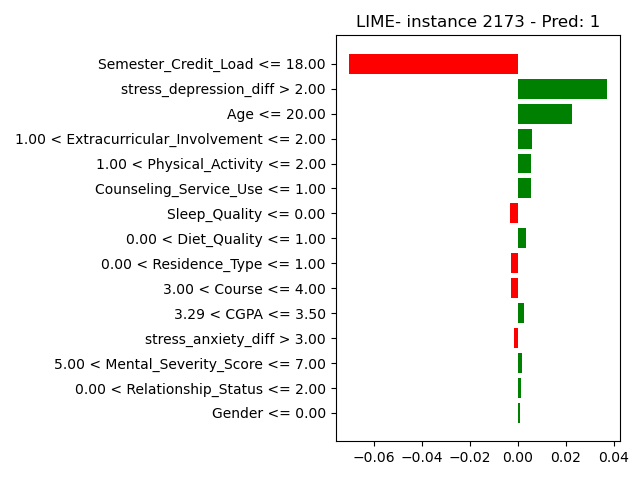 LIME- instance 2173 - Pred: 1
Semester_Credit_Load <= 18.00
stress_depression_diff > 2.00
Age <= 20.00
1.00 < Extracurricular_Involvement <= 2.00
1.00 < Physical_Activity <= 2.00
Counseling_Service_Use <= 1.00
Sleep_Quality <= 0.00
0.00 < Diet_Quality <= 1.00
0.00 < Residence_Type <= 1.00
3.00 < Course <= 4.00
3.29 < CGPA <= 3.50
stress_anxiety_diff > 3.00
5.00 < Mental_Severity_Score <= 7.00
0.00 < Relationship_Status <= 2.00
Gender <= 0.00
−0.06 −0.04 −0.02 0.00 0.02 0.04